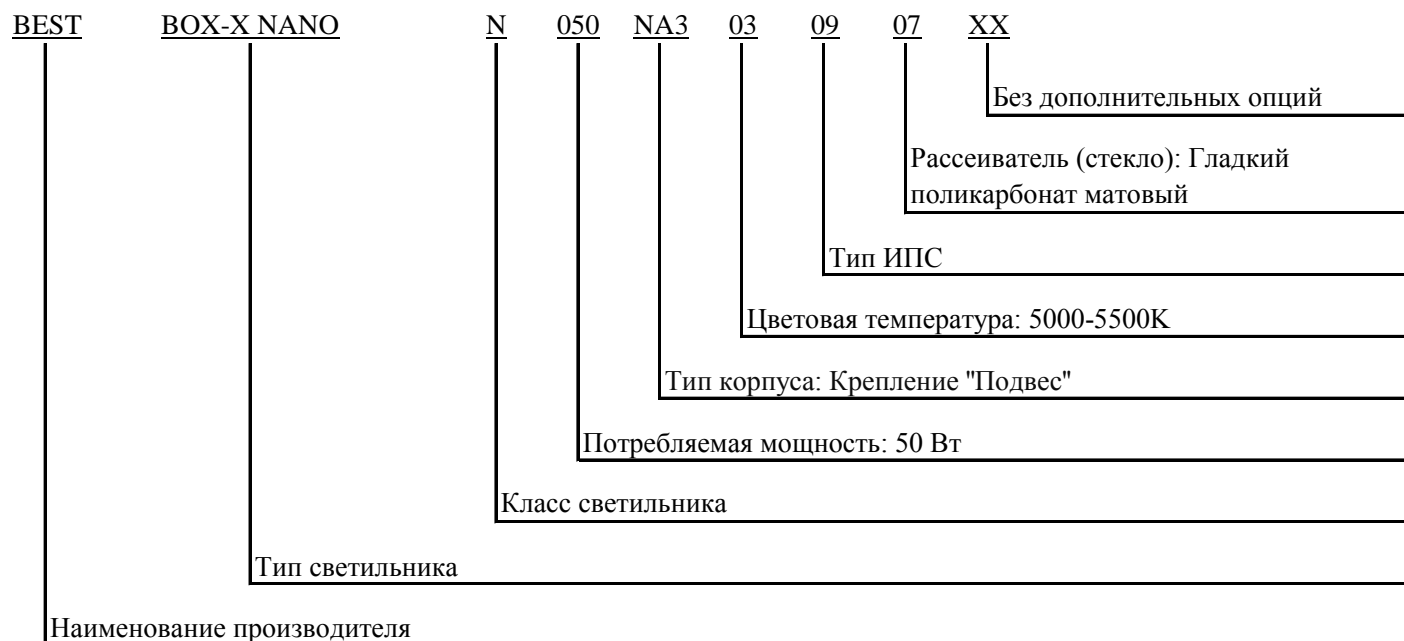 BEST BOX-X NANO N 050 NA3 03 09 07 XX
Без дополнительных опций
Рассеиватель (стекло): Гладкий
поликарбонат матовый
Тип ИПС
Цветовая температура: 5000-5500K
Тип корпуса: Крепление "Подвес"
Потребляемая мощность: 50 Вт
Класс светильника
Тип светильника
Наименование производителя